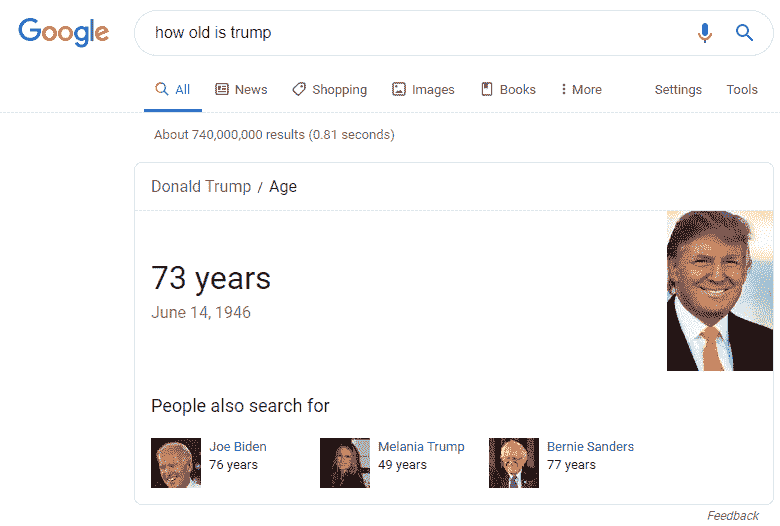 Google how old is trump
All News Shopping Images Books More Settings Tools
About 740,000,000 results (0.81 seconds)
Donald Trump / Age
73 years
June 14, 1946
People also search for
Joe Biden Melania Trump Bernie Sanders
76 years 49 years 77 years
Feedback